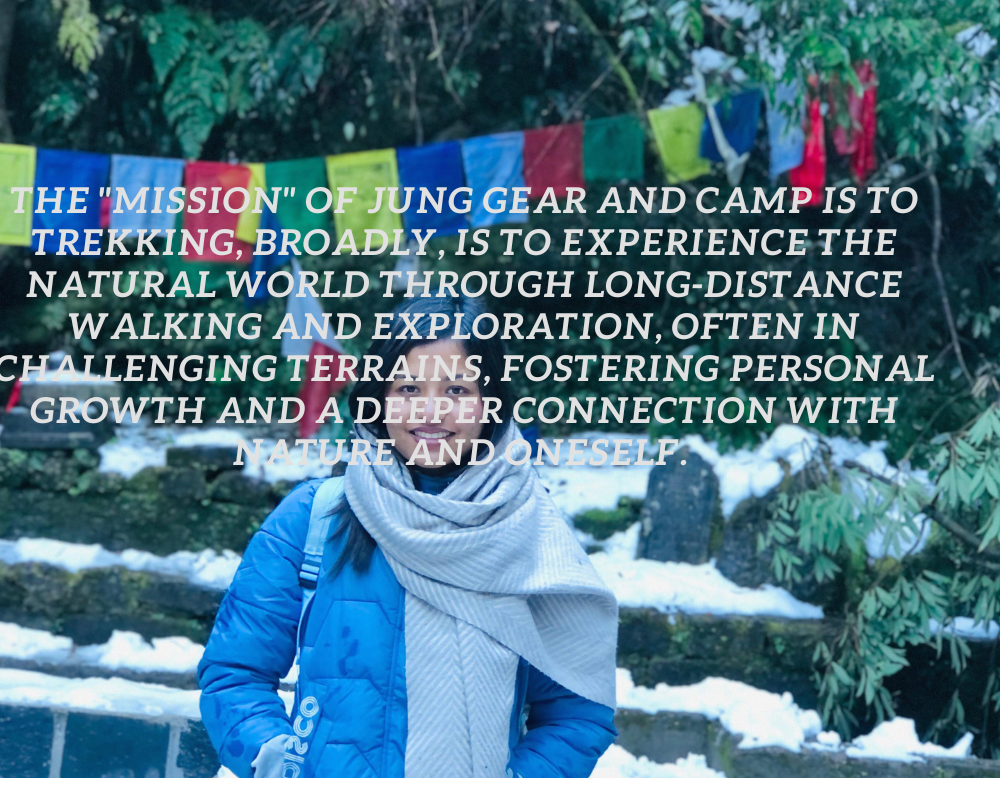 THE "MISSION" OF JUNG GEAR AND CAMP IS TO
TREKKING, BROADLY, IS TO EXPERIENCE THE
NATURAL WORLD THROUGH LONG-DISTANCE
WALKING AND EXPLORATION, OFTEN IN
CHALLENGING TERRAINS, FOSTERING PERSONAL
GROWTH AND A DEEPER CONNECTION WITH
NATURE AND ONESELF.